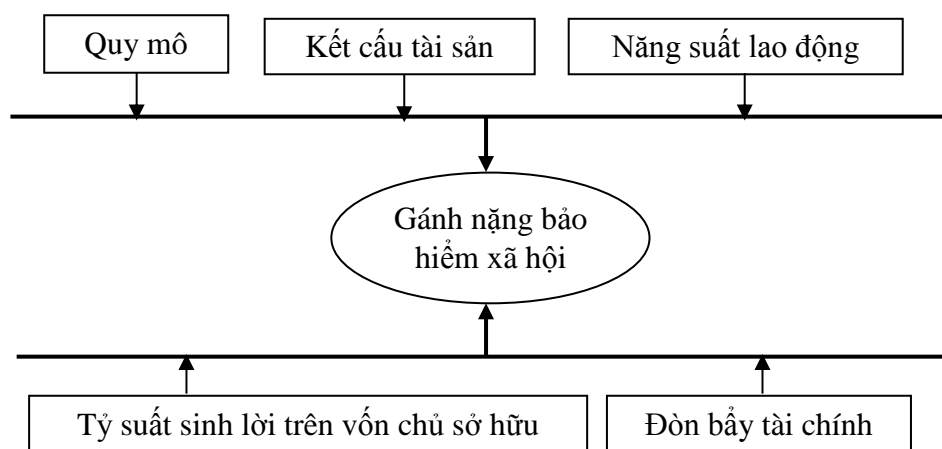 Quy mô
Kết cấu tài sản
Năng suất lao động
Gánh nặng bảo
hiểm xã hội
Tỷ suất sinh lời trên vốn chủ sở hữu
Đòn bẩy tài chính